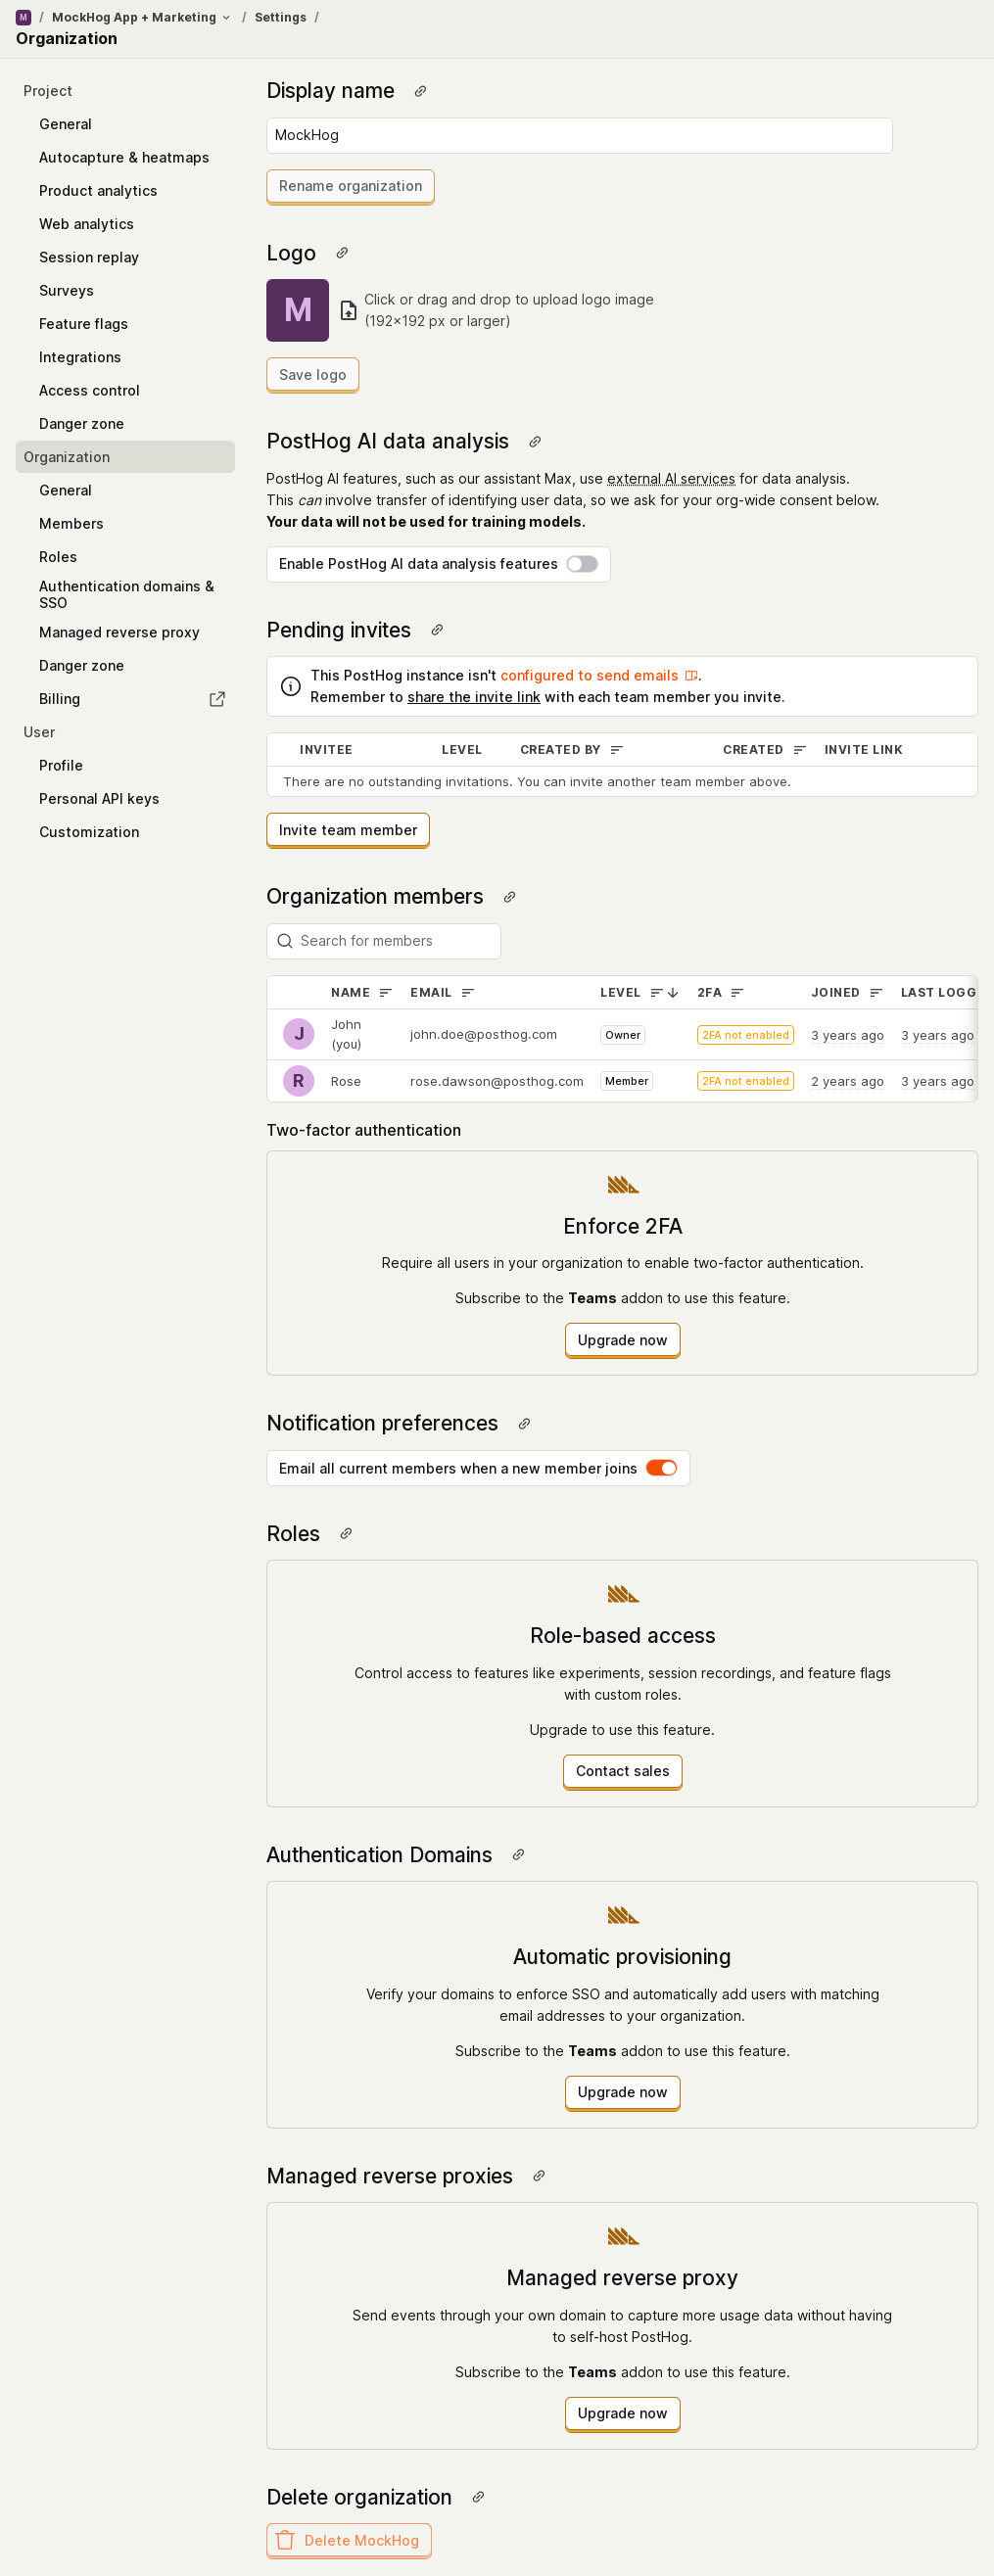 M / MockHog App + Marketing / Settings /
Organization
Project
General
Autocapture & heatmaps
Product analytics
Web analytics
Session replay
Surveys
Feature flags
Integrations
Access control
Danger zone
Organization
General
Members
Roles
Authentication domains &
SSO
Managed reverse proxy
Danger zone
Billing
User
Profile
Personal API keys
Customization
Display name
MockHog
Rename organization
Logo
M
Click or drag and drop to upload logo image
(192×192 px or larger)
Save logo
PostHog AI data analysis
PostHog AI features, such as our assistant Max, use external AI services for data analysis.
This can involve transfer of identifying user data, so we ask for your org-wide consent below.
Your data will not be used for training models.
Enable PostHog AI data analysis features
Pending invites
This PostHog instance isn't configured to send emails.
Remember to share the invite link with each team member you invite.
INVITEE LEVEL CREATED BY CREATED INVITE LINK
There are no outstanding invitations. You can invite another team member above.
Invite team member
Organization members
Search for members
NAME EMAIL LEVEL 2FA JOINED LAST LOGG
J John (you) john.doe@posthog.com Owner 2FA not enabled 3 years ago 3 years ago
R Rose rose.dawson@posthog.com Member 2FA not enabled 2 years ago 3 years ago
Two-factor authentication
Enforce 2FA
Require all users in your organization to enable two-factor authentication.
Subscribe to the Teams addon to use this feature.
Upgrade now
Notification preferences
Email all current members when a new member joins
Roles
Role-based access
Control access to features like experiments, session recordings, and feature flags
with custom roles.
Upgrade to use this feature.
Contact sales
Authentication Domains
Automatic provisioning
Verify your domains to enforce SSO and automatically add users with matching
email addresses to your organization.
Subscribe to the Teams addon to use this feature.
Upgrade now
Managed reverse proxies
Managed reverse proxy
Send events through your own domain to capture more usage data without having
to self-host PostHog.
Subscribe to the Teams addon to use this feature.
Upgrade now
Delete organization
Delete MockHog